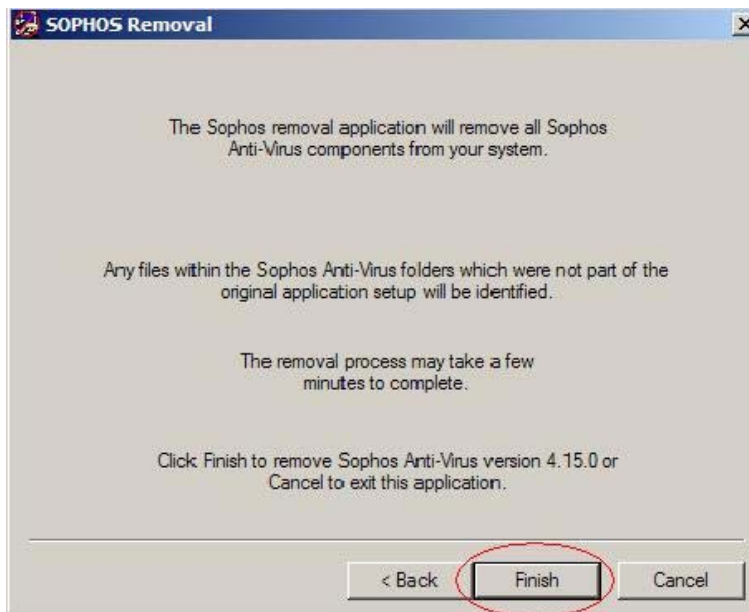 SOPHOS Removal
The Sophos removal application will remove all Sophos
Anti-Virus components from your system.
Any files within the Sophos Anti-Virus folders which were not part of the
original application setup will be identified.
The removal process may take a few
minutes to complete.
Click Finish to remove Sophos Anti-Virus version 4.15.0 or
Cancel to exit this application.
< Back Finish Cancel